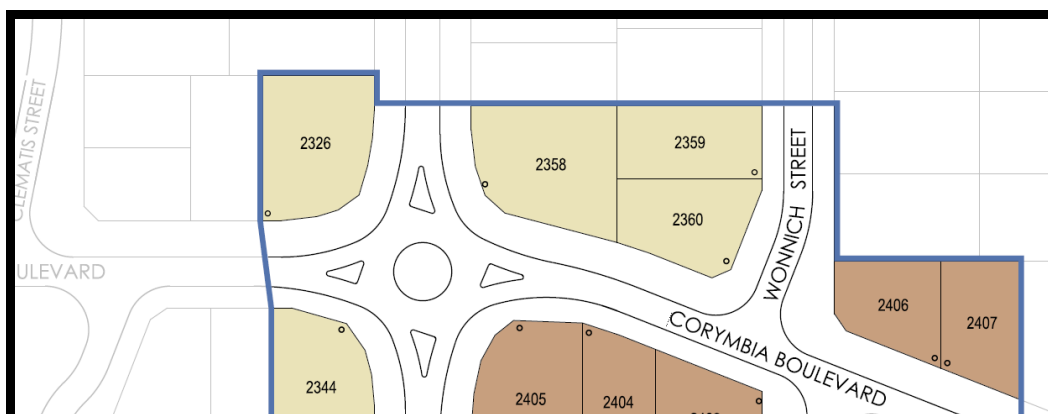 CLEMATIS STREET
2326
2358
2359
2360
WONNICH STREET
ULEVARD
2406
2407
CORYMBIA BOULEVARD
2344
2405
2404